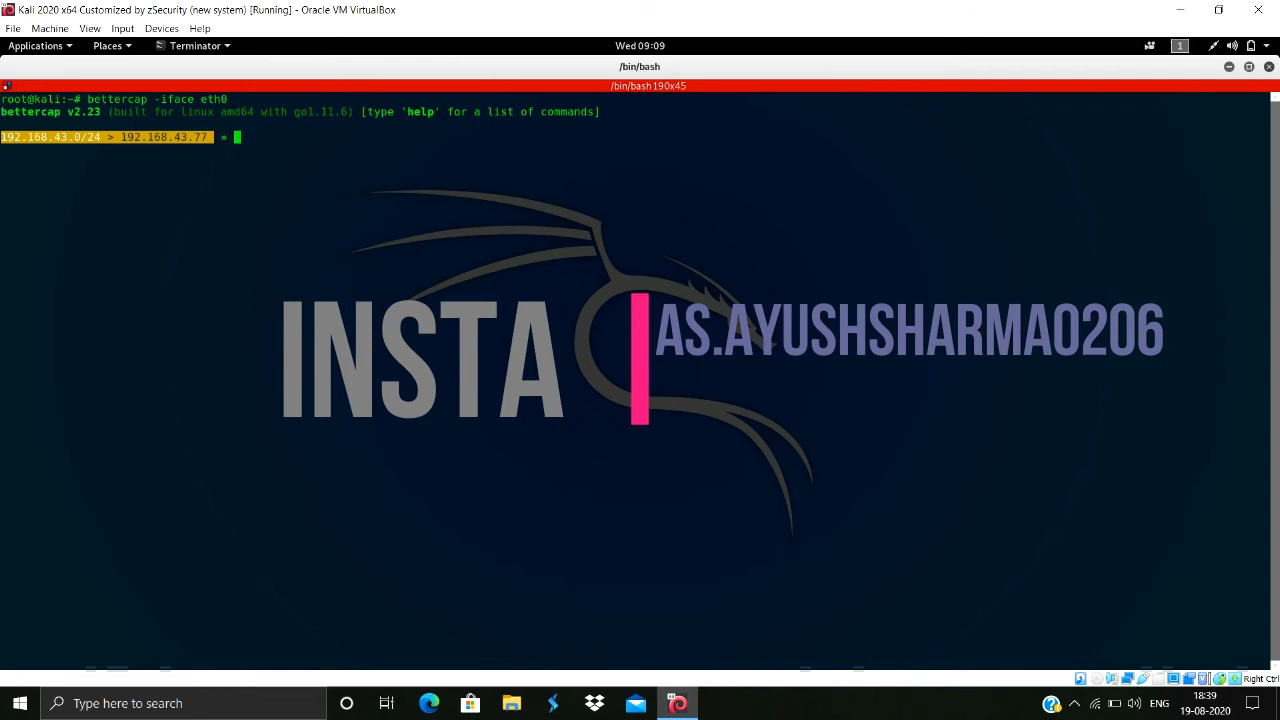 Kali 2020 x64 Customized by zSecurity (new system) [Running] - Oracle VM VirtualBox
File Machine View Input Devices Help
Applications Places Terminator Wed 09:09 1
/bin/bash
/bin/bash 190x45
root@kali:~# bettercap -iface eth0
bettercap v2.23 (built for linux amd64 with go1.11.6) [type 'help' for a list of commands]
192.168.43.0/24 > 192.168.43.77 »
INSTA
AS.AYUSHSHARMA0206
Right Ctrl
Type here to search
ENG
18:39
19-08-2020